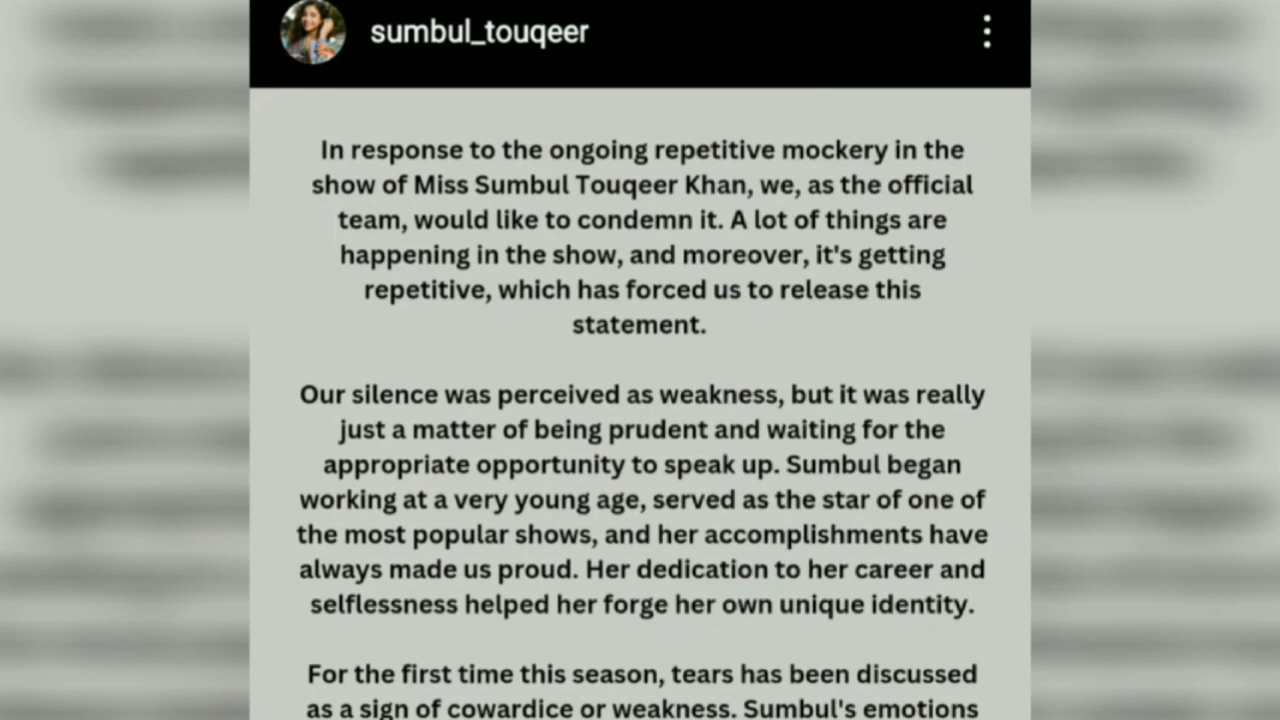 sumbul_touqeer
In response to the ongoing repetitive mockery in the
show of Miss Sumbul Touqeer Khan, we, as the official
team, would like to condemn it. A lot of things are
happening in the show, and moreover, it's getting
repetitive, which has forced us to release this
statement.
Our silence was perceived as weakness, but it was really
just a matter of being prudent and waiting for the
appropriate opportunity to speak up. Sumbul began
working at a very young age, served as the star of one of
the most popular shows, and her accomplishments have
always made us proud. Her dedication to her career and
selflessness helped her forge her own unique identity.
For the first time this season, tears has been discussed
as a sign of cowardice or weakness. Sumbul's emotions